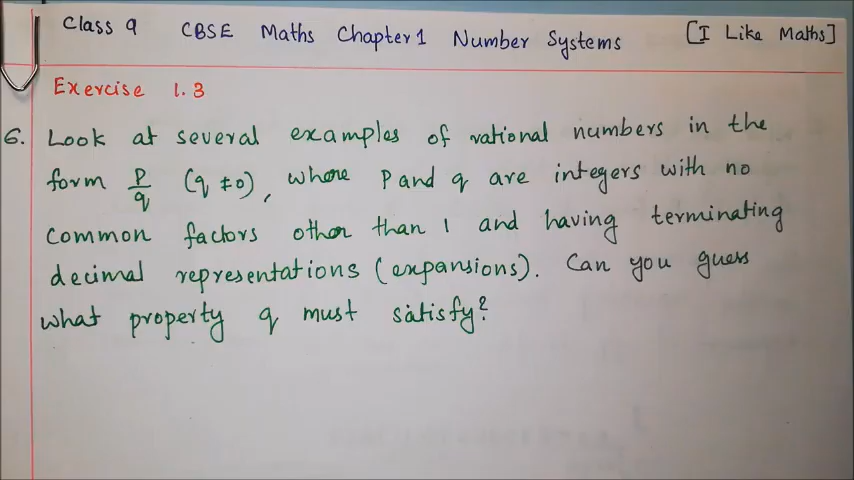 Class 9 CBSE Maths Chapter 1 Number Systems [I Like Maths]
Exercise 1.3
6. Look at several examples of rational numbers in the
form p/q (q ≠ 0), where p and q are integers with no
common factors other than 1 and having terminating
decimal representations (expansions). Can you guess
what property q must satisfy?